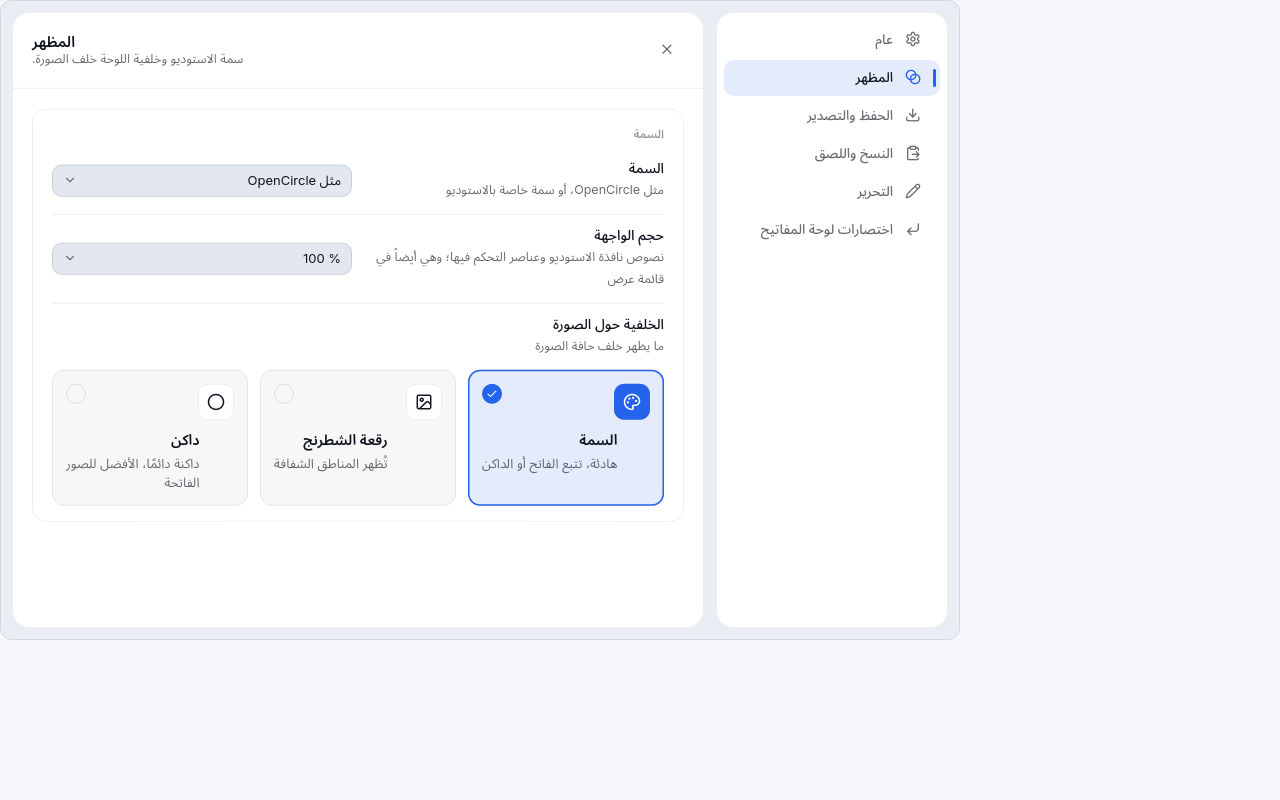 عام
المظهر
الحفظ والتصدير
النسخ واللصق
التحرير
اختصارات لوحة المفاتيح
المظهر
سمة الاستوديو وخلفية اللوحة خلف الصورة.
السمة
السمة
مثل OpenCircle، أو سمة خاصة بالاستوديو
مثل OpenCircle
حجم الواجهة
نصوص نافذة الاستوديو وعناصر التحكم فيها؛ وهي أيضاً في
قائمة عرض
100 %
الخلفية حول الصورة
ما يظهر خلف حافة الصورة
السمة
هادئة، تتبع الفاتح أو الداكن
رقعة الشطرنج
تُظهر المناطق الشفافة
داكن
داكنة دائمًا، الأفضل للصور
الفاتحة